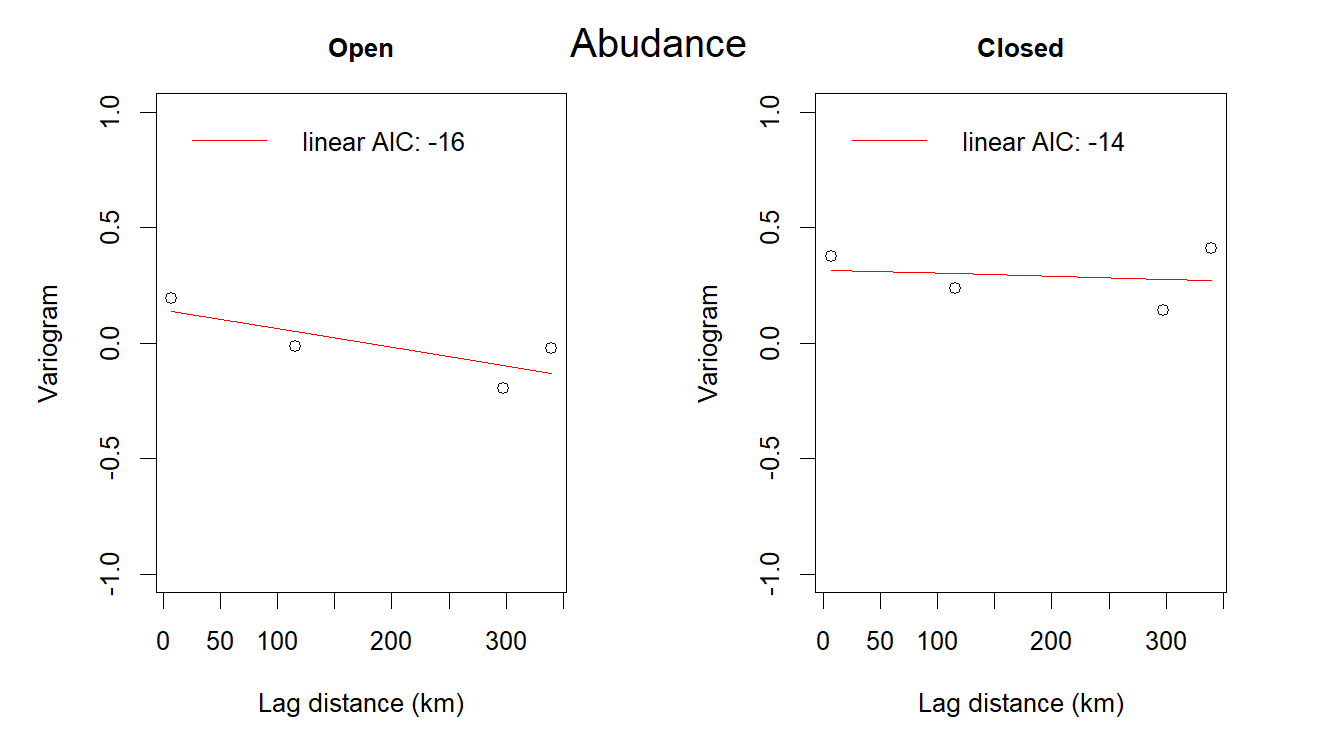 Abudance
Open
linear AIC: -16
1.0
0.5
0.0
-0.5
-1.0
Variogram
0 50 100 200 300
Lag distance (km)
Closed
linear AIC: -14
1.0
0.5
0.0
-0.5
-1.0
Variogram
0 50 100 200 300
Lag distance (km)